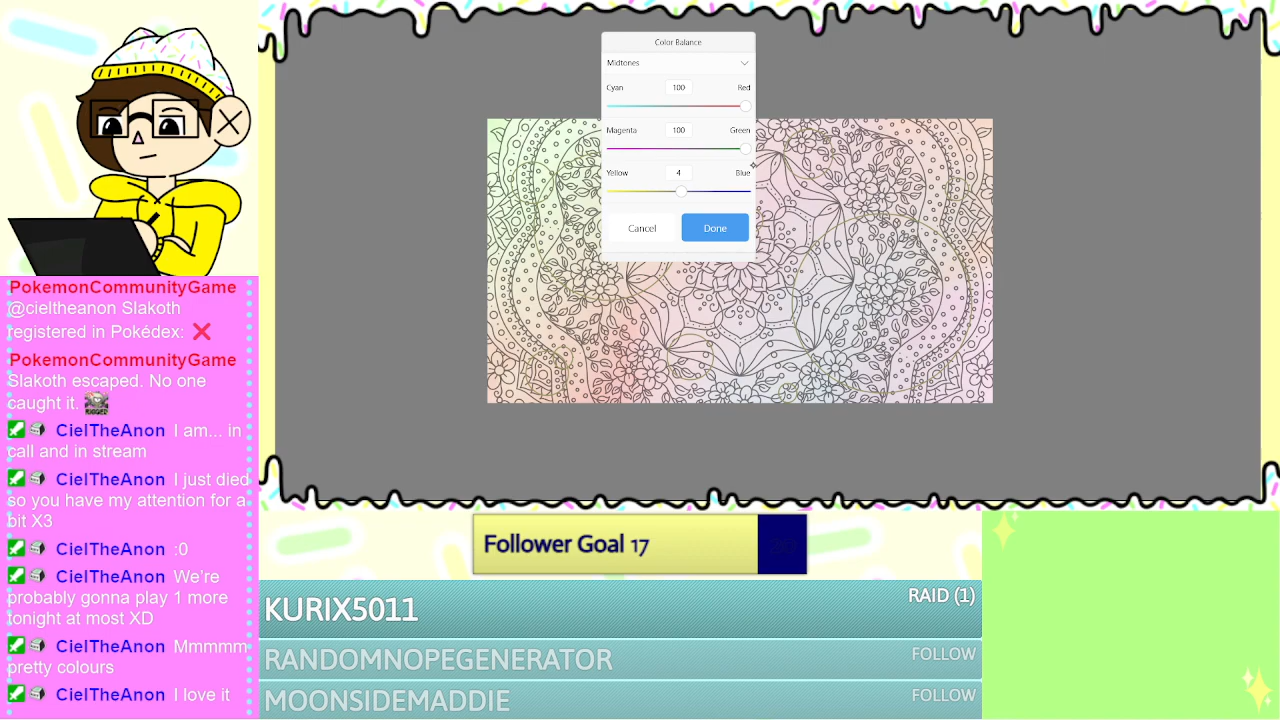 Color Balance
Midtones
Cyan 100 Red
Magenta 100 Green
Yellow 4 Blue
Cancel Done
PokemonCommunityGame
@cieltheanon Slakoth
registered in Pokédex: ❌
PokemonCommunityGame
Slakoth escaped. No one
caught it.
CielTheAnon I am... in
call and in stream
CielTheAnon I just died
so you have my attention for a
bit X3
CielTheAnon :0
CielTheAnon We're
probably gonna play 1 more
tonight at most XD
CielTheAnon Mmmmm
pretty colours
CielTheAnon I love it
Follower Goal 17 20
KURIX5011 RAID (1)
RANDOMNOPEGENERATOR FOLLOW
MOONSIDEMADDIE FOLLOW